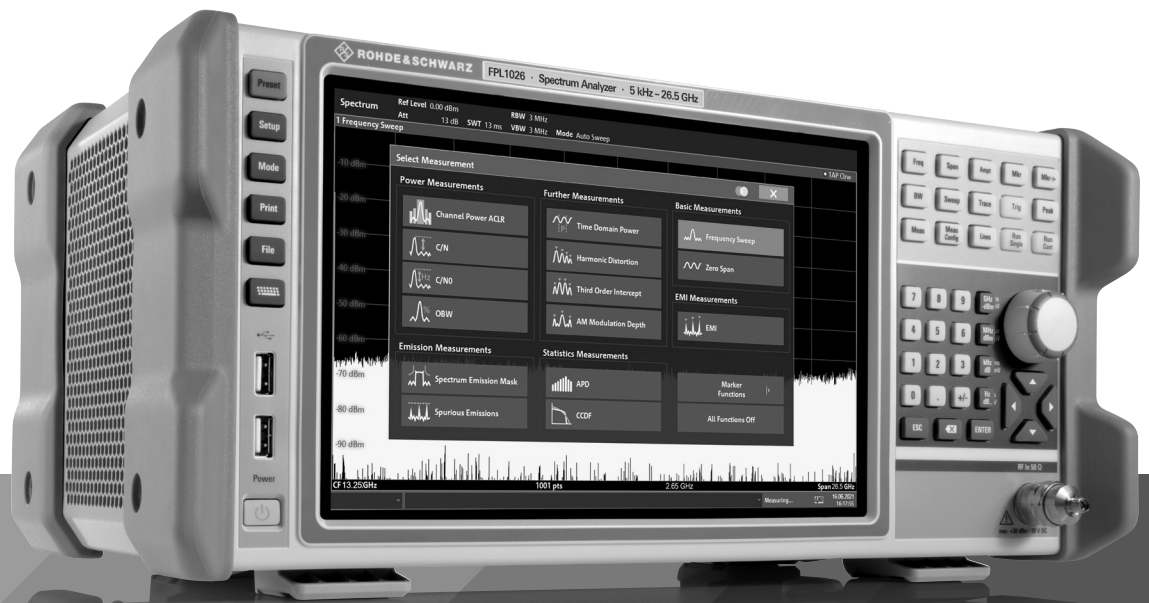 ROHDE&SCHWARZ
FPL1026 · Spectrum Analyzer · 5 kHz – 26.5 GHz
Preset
Setup
Mode
Print
File
Power
Spectrum
Ref Level 0.00 dBm
RBW 3 MHz
Att 13 dB SWT 13 ms VBW 3 MHz Mode Auto Sweep
1 Frequency Sweep
1AP Clrw
-10 dBm
-20 dBm
-30 dBm
-40 dBm
-50 dBm
-60 dBm
-70 dBm
-80 dBm
-90 dBm
Select Measurement
X
Power Measurements
Channel Power ACLR
C/N
C/N0
OBW
Emission Measurements
Spectrum Emission Mask
Spurious Emissions
Further Measurements
Time Domain Power
Harmonic Distortion
Third Order Intercept
AM Modulation Depth
Statistics Measurements
APD
CCDF
Basic Measurements
Frequency Sweep
Zero Span
EMI Measurements
EMI
Marker
Functions
All Functions Off
CF 13.25 GHz 1001 pts 2.65 GHz Span 26.5 GHz
Measuring...
16.06.2021
16:17:55
Freq Span Ampt Mkr Mkr->
BW Sweep Trace Trig Peak
Meas Meas Config Lines Run Single Run Cont
7 8 9
4 5 6
1 2 3
0 . +/-
ESC ENTER
RF In 50 Ω